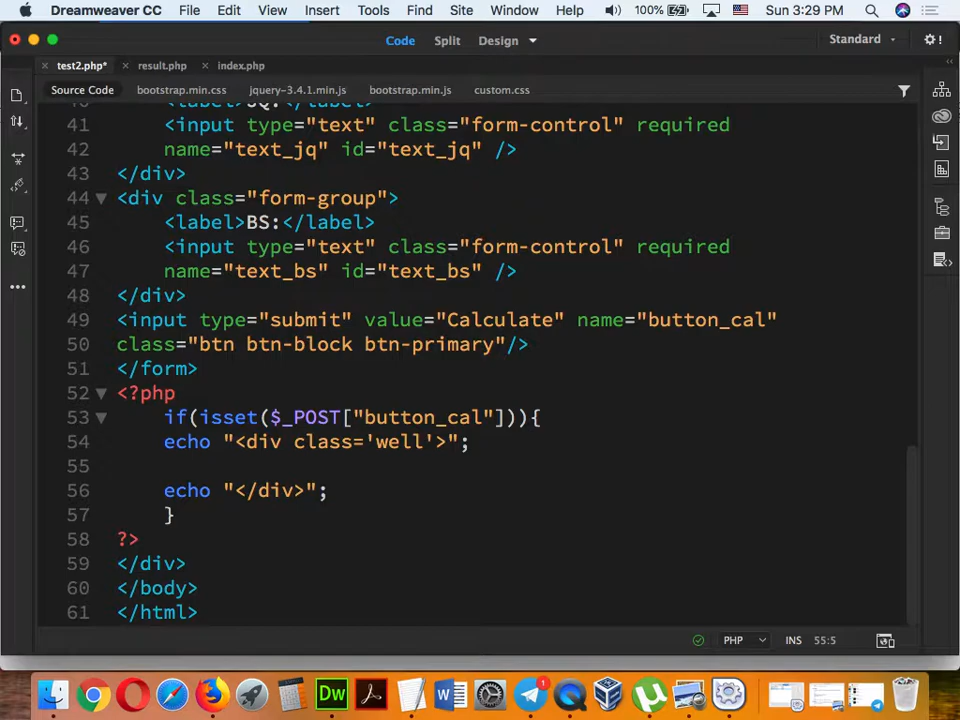 Dreamweaver CC File Edit View Insert Tools Find Site Window Help 100% Sun 3:29 PM
Code Split Design Standard
test2.php* result.php index.php
Source Code bootstrap.min.css jquery-3.4.1.min.js bootstrap.min.js custom.css
41 <input type="text" class="form-control" required
42 name="text_jq" id="text_jq" />
43 </div>
44 <div class="form-group">
45 <label>BS:</label>
46 <input type="text" class="form-control" required
47 name="text_bs" id="text_bs" />
48 </div>
49 <input type="submit" value="Calculate" name="button_cal"
50 class="btn btn-block btn-primary"/>
51 </form>
52 <?php
53 if(isset($_POST["button_cal"])){
54 echo "<div class='well'>";
55
56 echo "</div>";
57 }
58 ?>
59 </div>
60 </body>
61 </html>
PHP INS 55:5
Dw W 1